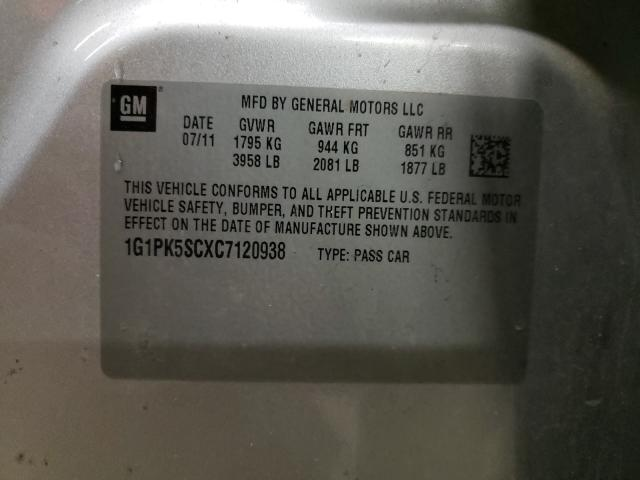 GM
MFD BY GENERAL MOTORS LLC
DATE GVWR GAWR FRT GAWR RR
07/11 1795 KG 944 KG 851 KG
3958 LB 2081 LB 1877 LB
THIS VEHICLE CONFORMS TO ALL APPLICABLE U.S. FEDERAL MOTOR
VEHICLE SAFETY, BUMPER, AND THEFT PREVENTION STANDARDS IN
EFFECT ON THE DATE OF MANUFACTURE SHOWN ABOVE.
1G1PK5SCXC7120938 TYPE: PASS CAR